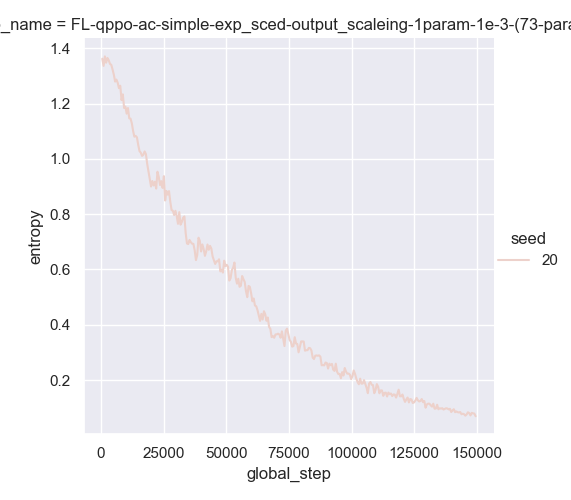 _name = FL-qppo-ac-simple-exp_sced-output_scaleing-1param-1e-3-(73-para
1.4
1.2
1.0
0.8
0.6
0.4
0.2
entropy
seed
20
0 25000 50000 75000 100000 125000 150000
global_step